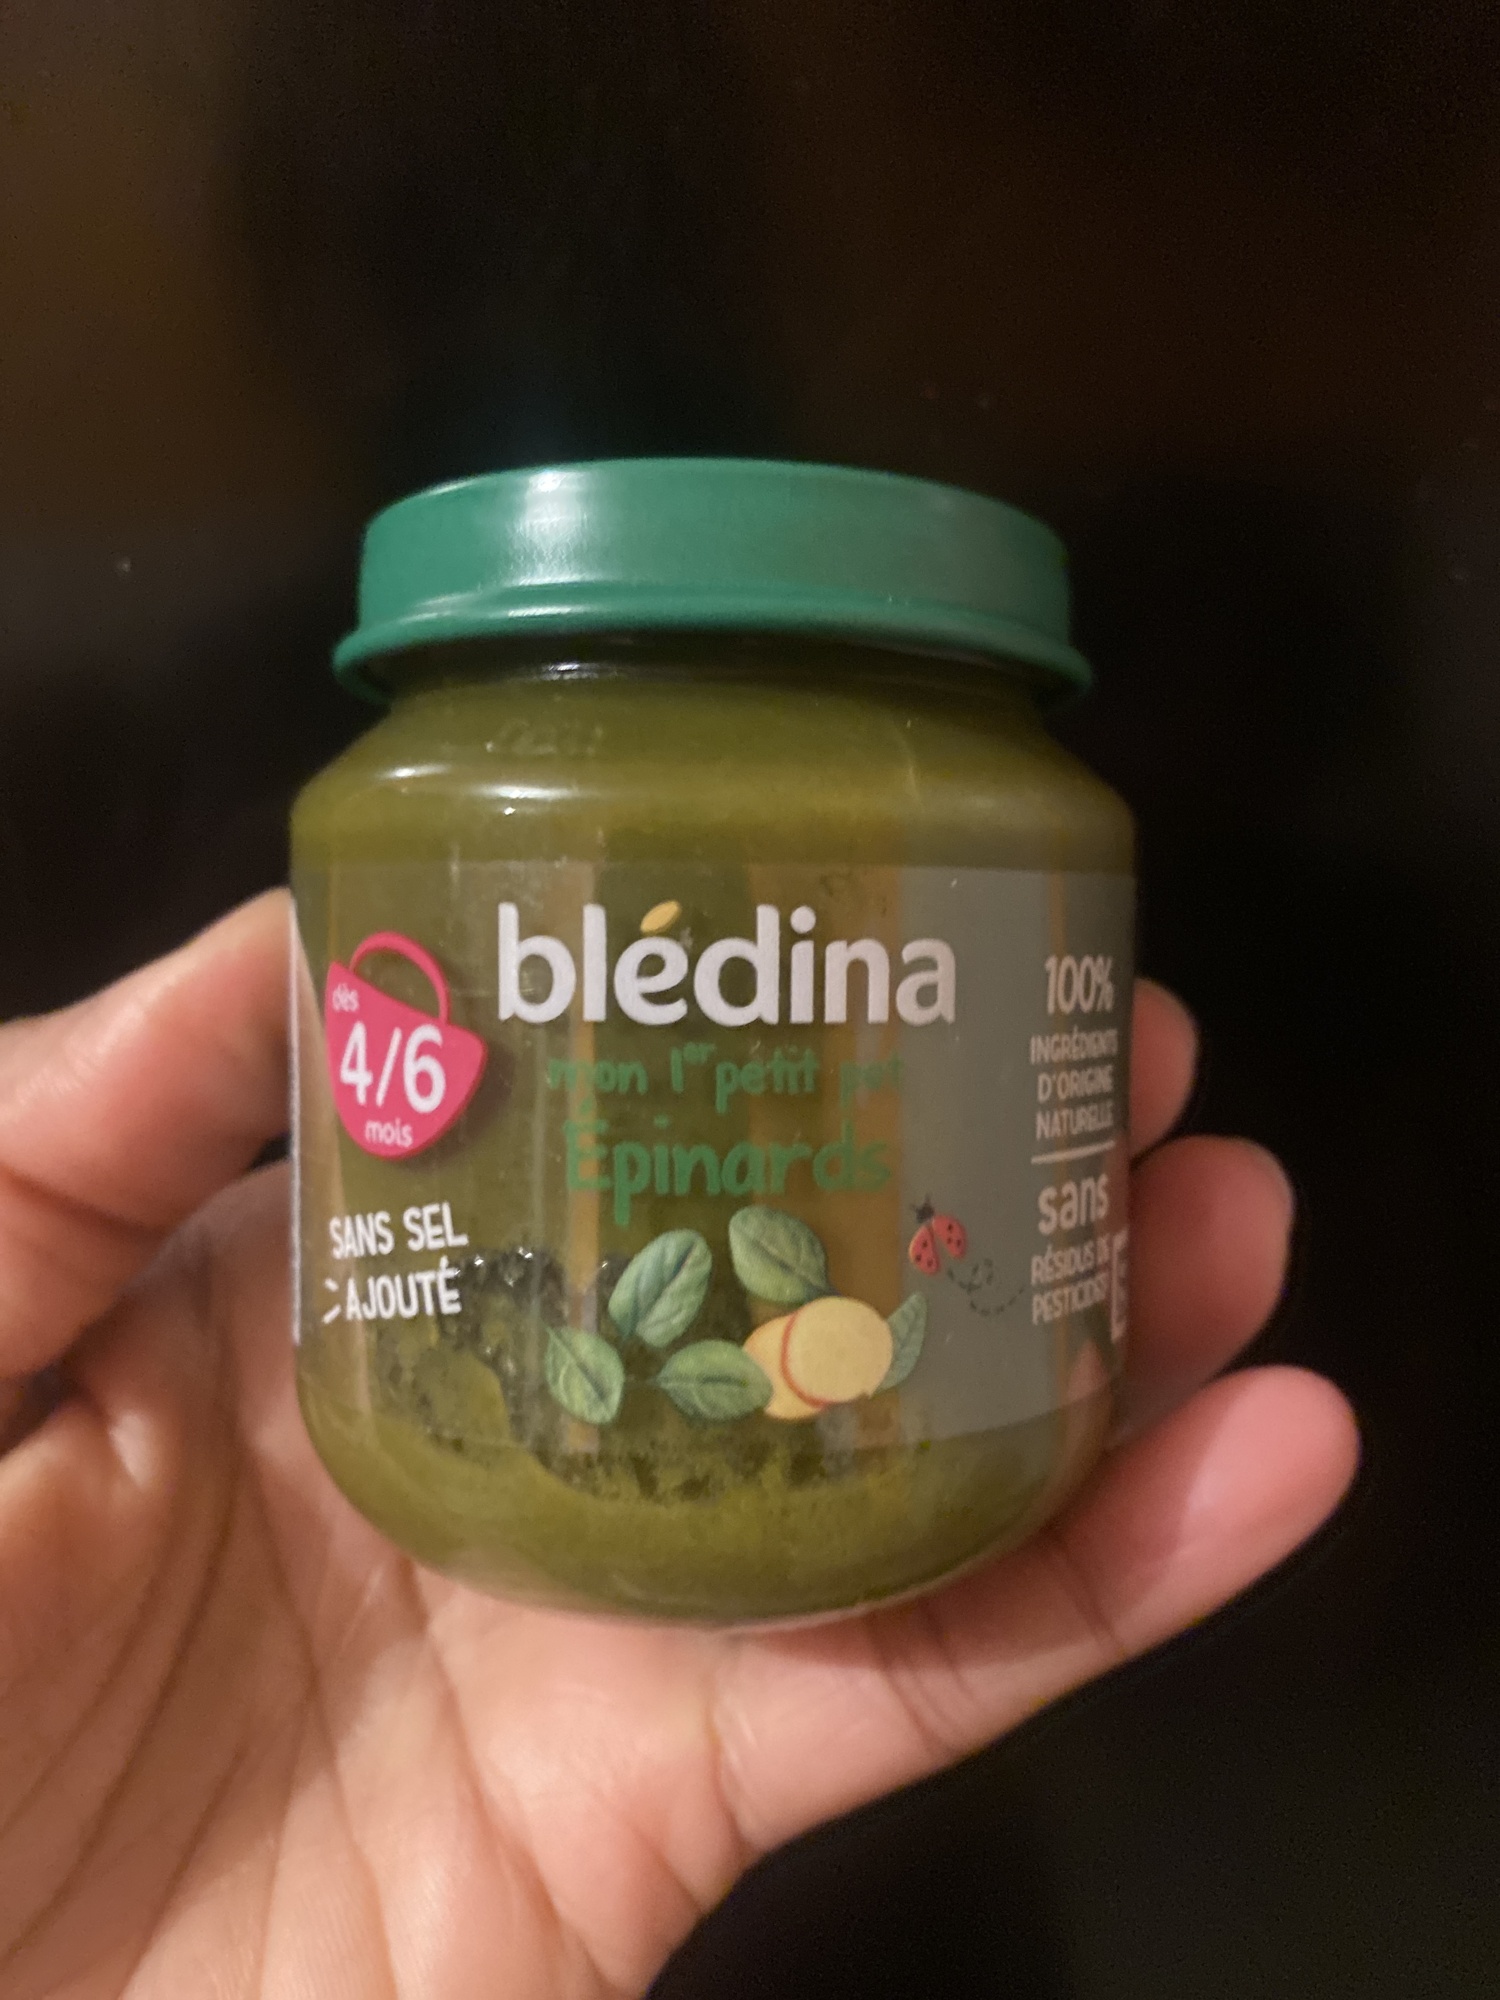 blédina
dès
4/6
mois
mon 1er petit pot
Épinards
SANS SEL
AJOUTÉ
100%
INGRÉDIENTS
D'ORIGINE
NATURELLE
sans
RÉSIDUS DE
PESTICIDES